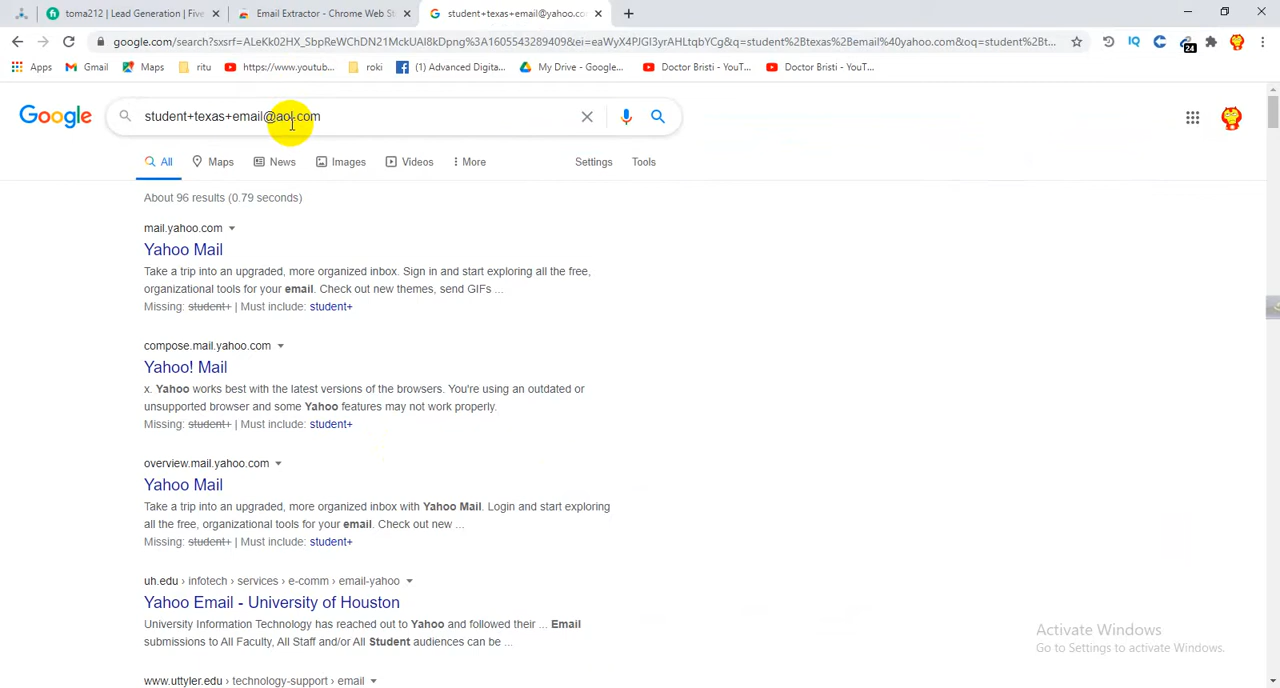 toma212 | Lead Generation | Five
Email Extractor - Chrome Web St
student+texas+email@yahoo.co
google.com/search?sxsrf=ALeKk02HX_SbpReWChDN21MckUAI8kDpng%3A1605543289409&ei=eaWyX4PJGI3yrAHLtqbYCg&q=student%2Btexas%2Bemail%40yahoo.com&oq=student%2Bt...
24
Apps
Gmail
Maps
ritu
https://www.youtub...
roki
(1) Advanced Digita...
My Drive - Google...
Doctor Bristi - YouT...
Doctor Bristi - YouT...
Google
student+texas+email@aol.com
All
Maps
News
Images
Videos
More
Settings
Tools
About 96 results (0.79 seconds)
mail.yahoo.com
Yahoo Mail
Take a trip into an upgraded, more organized inbox. Sign in and start exploring all the free,
organizational tools for your email. Check out new themes, send GIFs ...
Missing: student+ | Must include: student+
compose.mail.yahoo.com
Yahoo! Mail
x. Yahoo works best with the latest versions of the browsers. You're using an outdated or
unsupported browser and some Yahoo features may not work properly.
Missing: student+ | Must include: student+
overview.mail.yahoo.com
Yahoo Mail
Take a trip into an upgraded, more organized inbox with Yahoo Mail. Login and start exploring
all the free, organizational tools for your email. Check out new ...
Missing: student+ | Must include: student+
uh.edu › infotech › services › e-comm › email-yahoo
Yahoo Email - University of Houston
University Information Technology has reached out to Yahoo and followed their ... Email
submissions to All Faculty, All Staff and/or All Student audiences can be ...
www.uttyler.edu › technology-support › email
Activate Windows
Go to Settings to activate Windows.